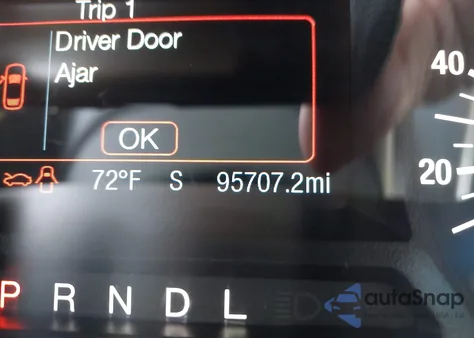 Trip 1
Driver Door
Ajar
OK
40
72°F S 95707.2mi
20
P R N D L
autoSnap